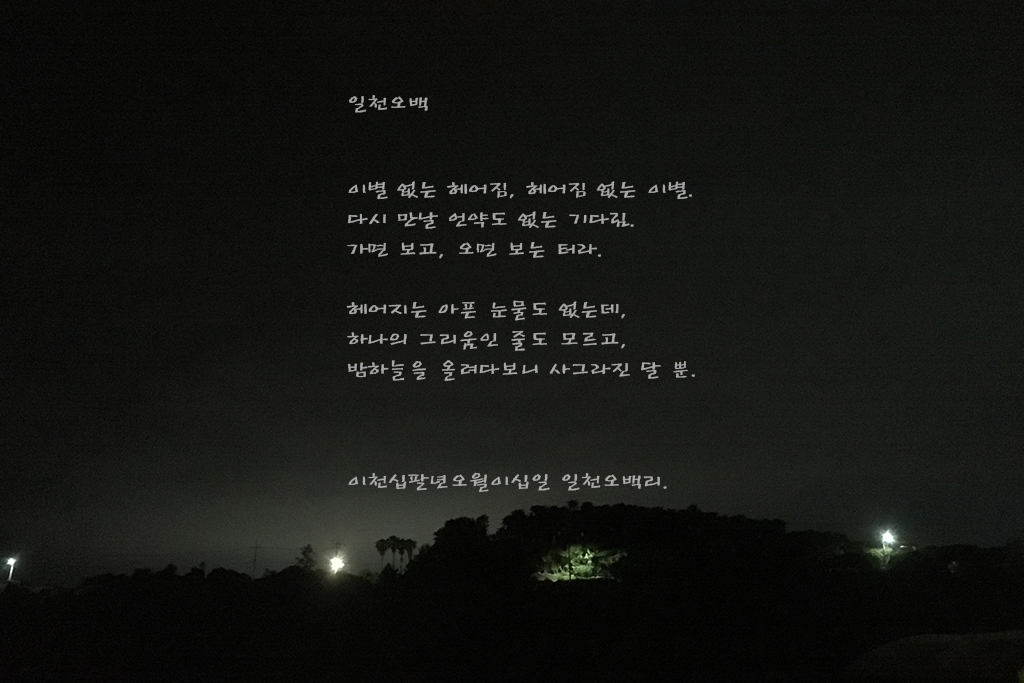 일천오백
이별 없는 헤어짐, 헤어짐 없는 이별.
다시 만날 언약도 없는 기다림.
가면 보고, 오면 보는 터라.
헤어지는 아픈 눈물도 없는데,
하나의 그리움인 줄도 모르고,
밤하늘을 올려다보니 사그라진 달 뿐.
이천십팔년오월이십일 일천오백리.